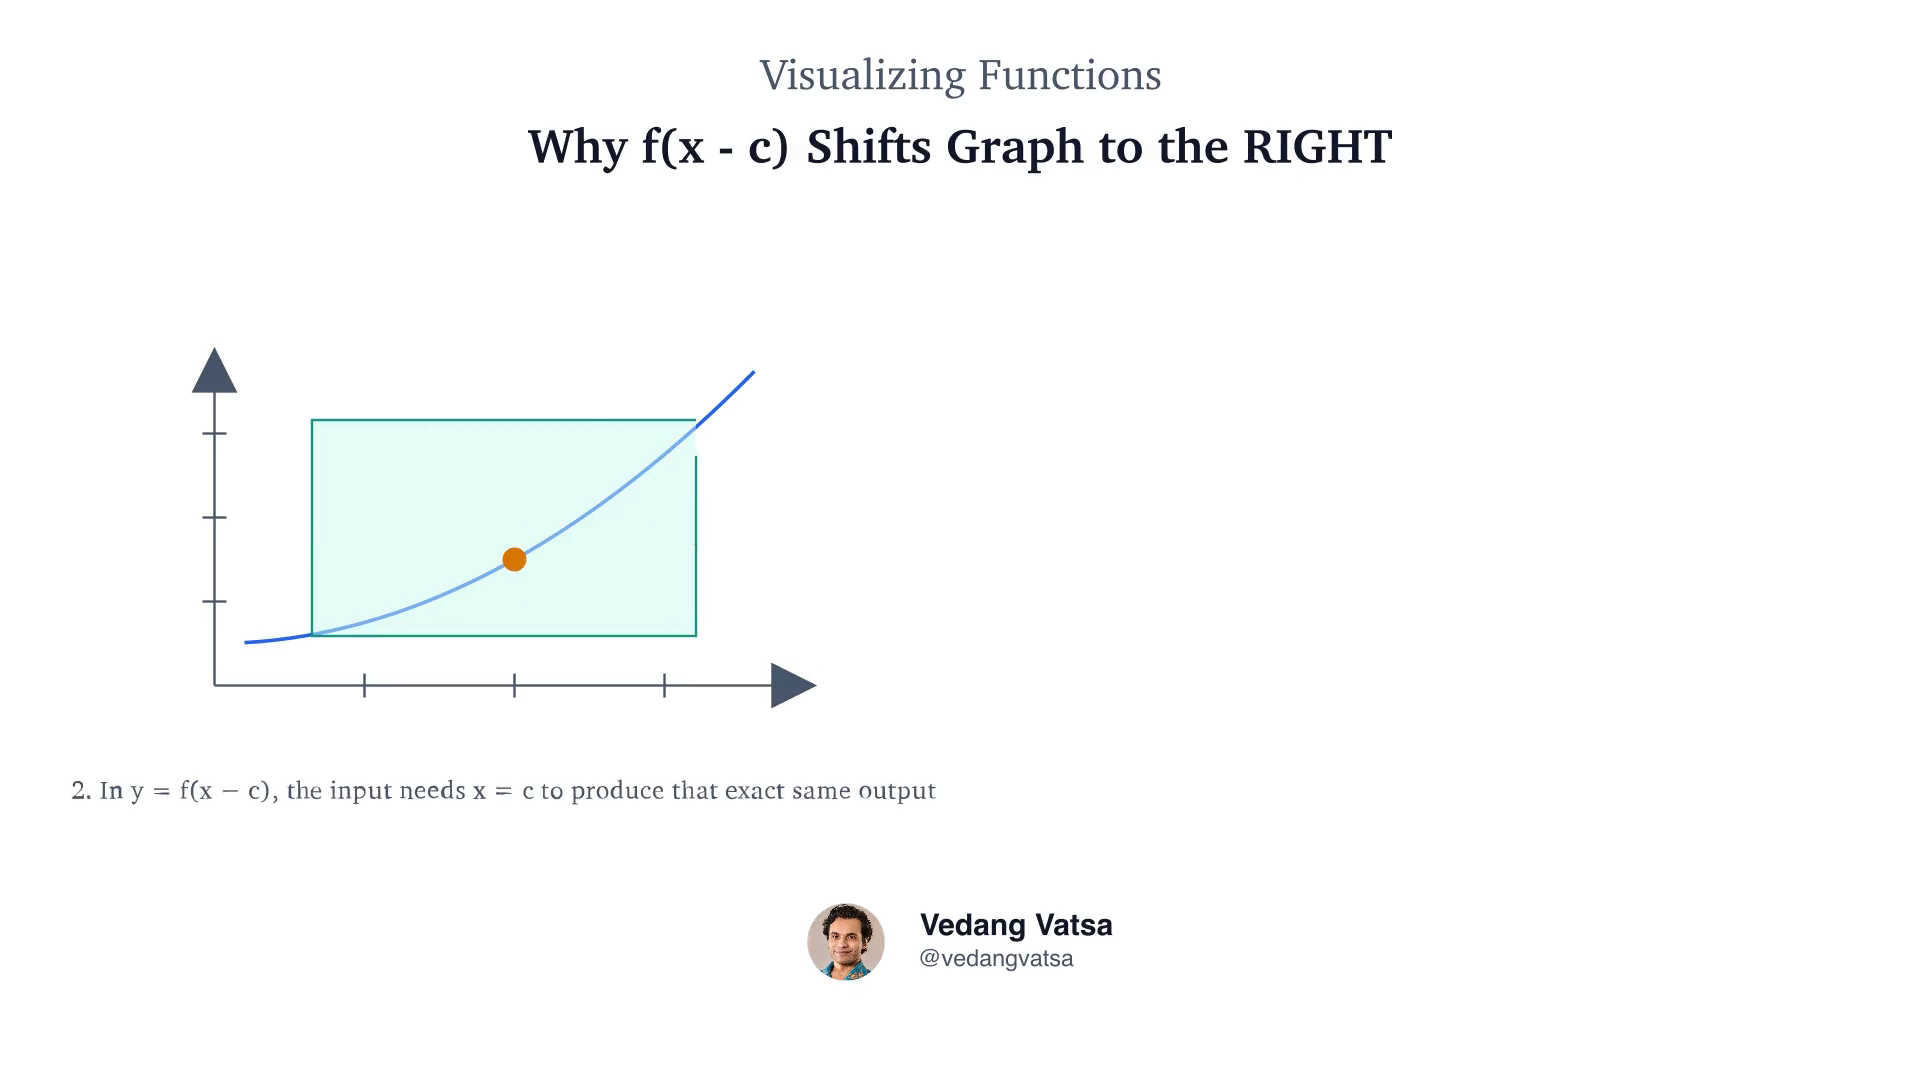 Visualizing Functions
Why f(x - c) Shifts Graph to the RIGHT
2. In y = f(x − c), the input needs x = c to produce that exact same output
Vedang Vatsa
@vedangvatsa